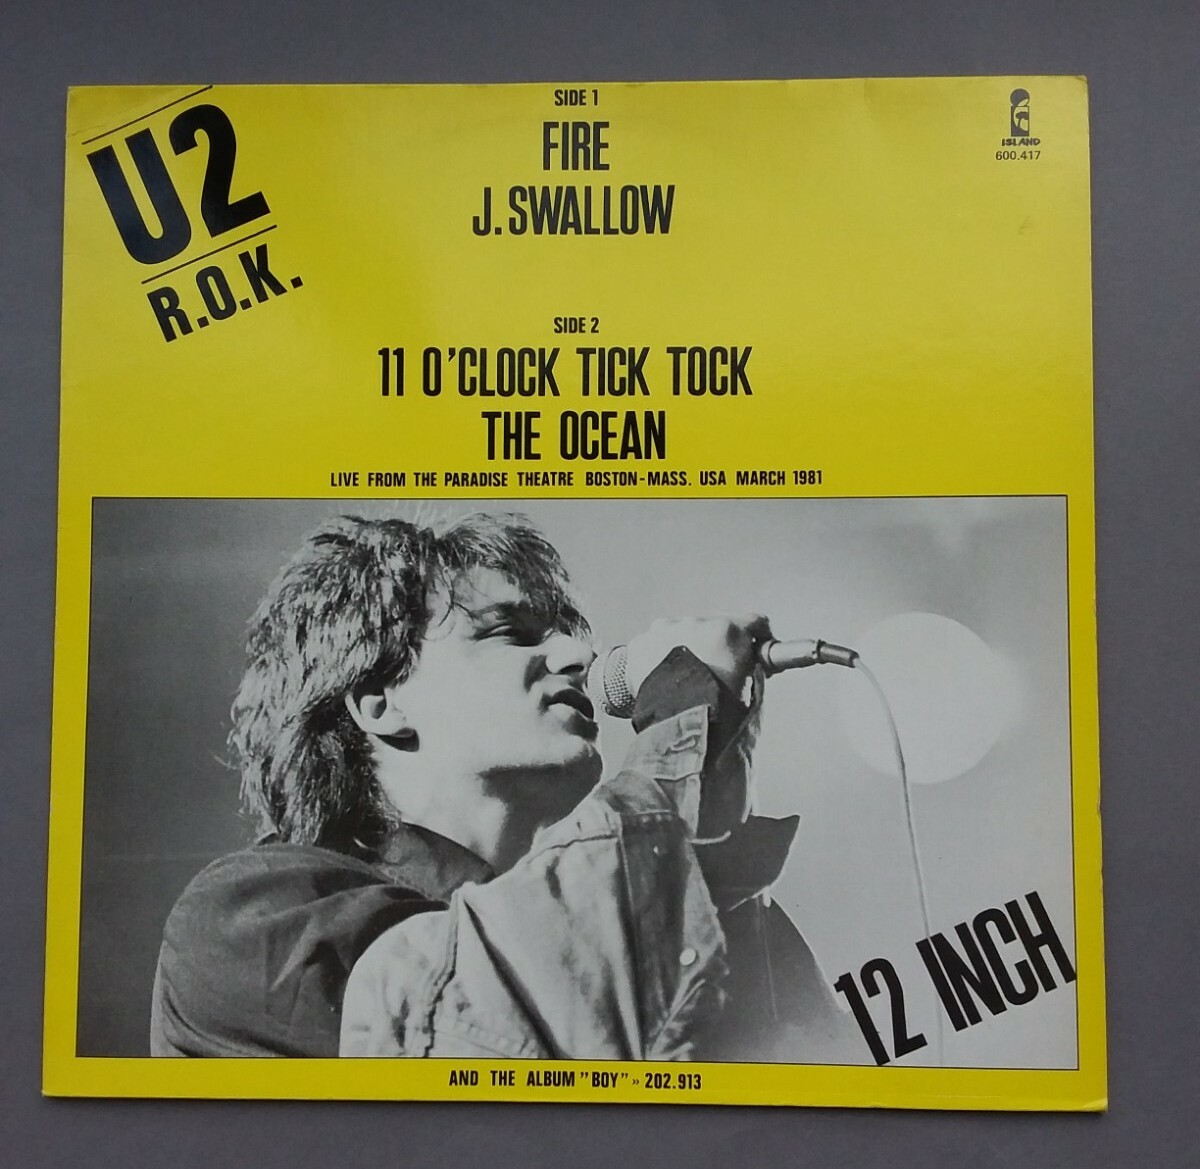 U2
R.O.K.
SIDE 1
FIRE
J. SWALLOW
ISLAND
600.417
SIDE 2
11 O'CLOCK TICK TOCK
THE OCEAN
LIVE FROM THE PARADISE THEATRE BOSTON-MASS. USA MARCH 1981
12 INCH
AND THE ALBUM "BOY" » 202.913